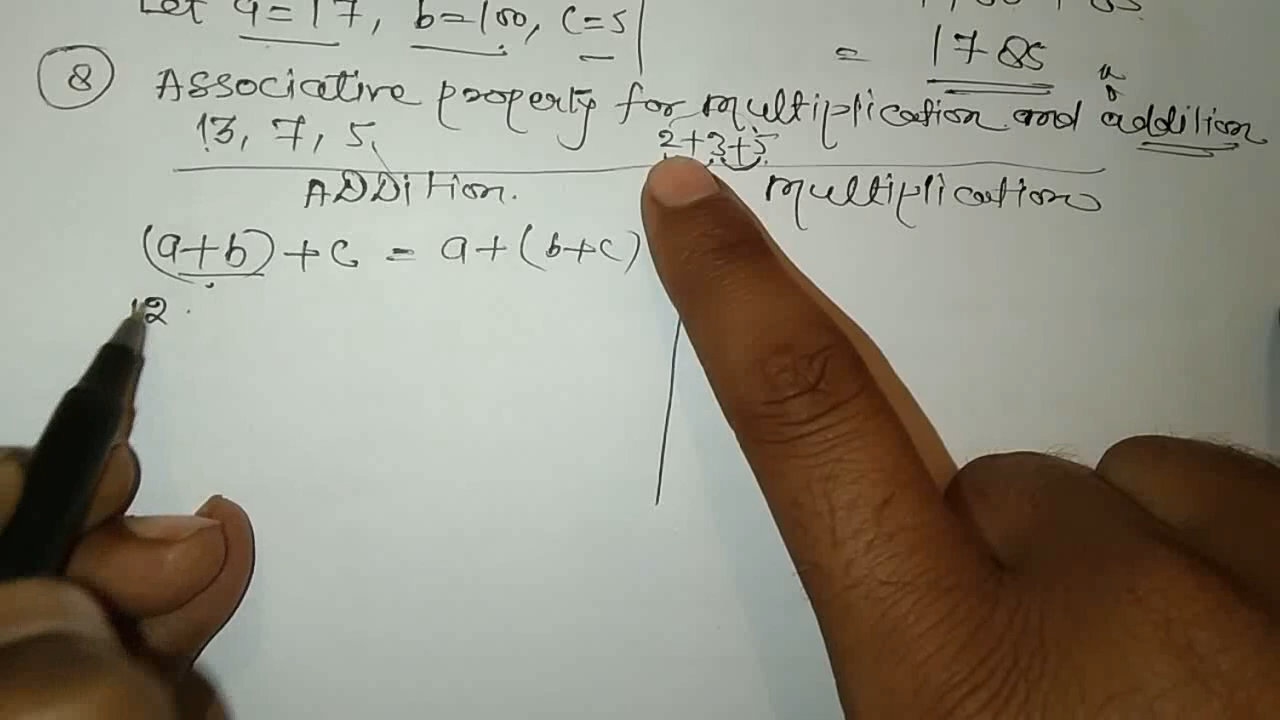 Let a=17, b=100, c=5
= 1785
8 Associative property for multiplication and addition
13, 7, 5,
2+3+5
ADDition. multiplication
(a+b)+c = a+(b+c)
2